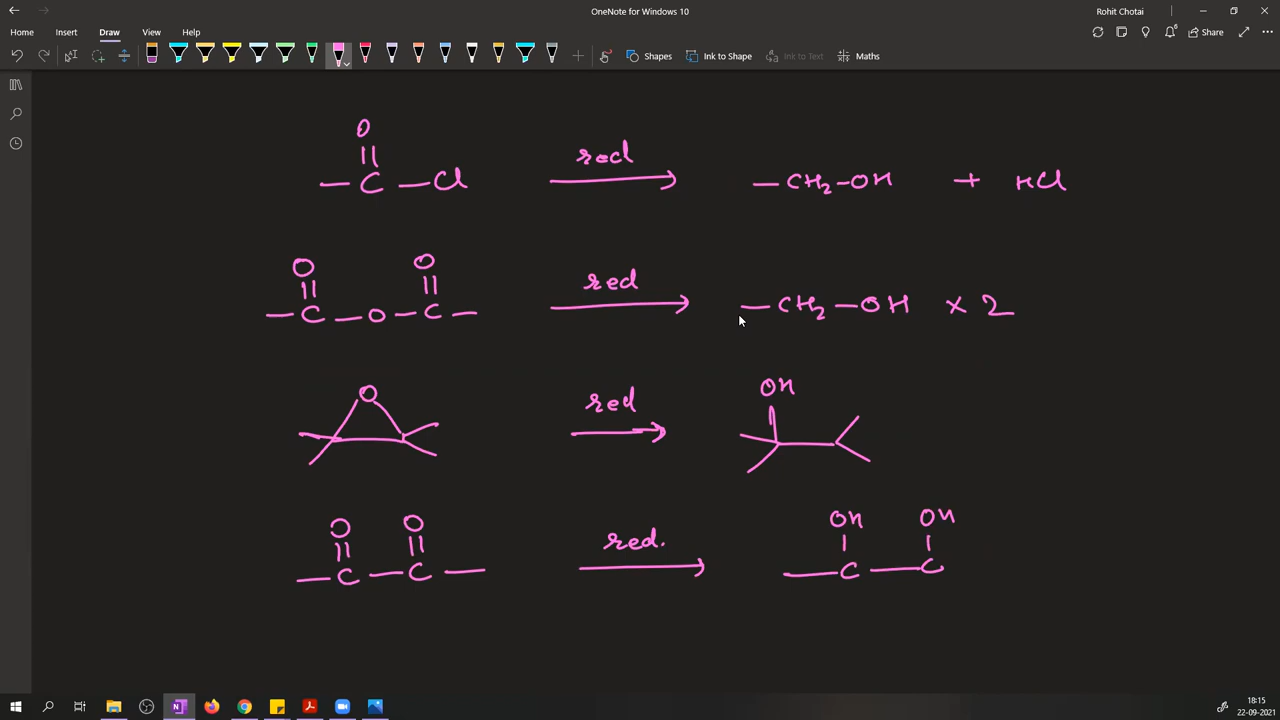 OneNote for Windows 10
Rohit Chotai
Home Insert Draw View Help
Share
Shapes Ink to Shape Ink to Text Maths
O
— C — Cl red — CH2 — OH + HCl
O O
— C — O — C — red — CH2 — OH × 2
O red OH
O O red. OH OH
— C — C — — C — C
18:15
22-09-2021